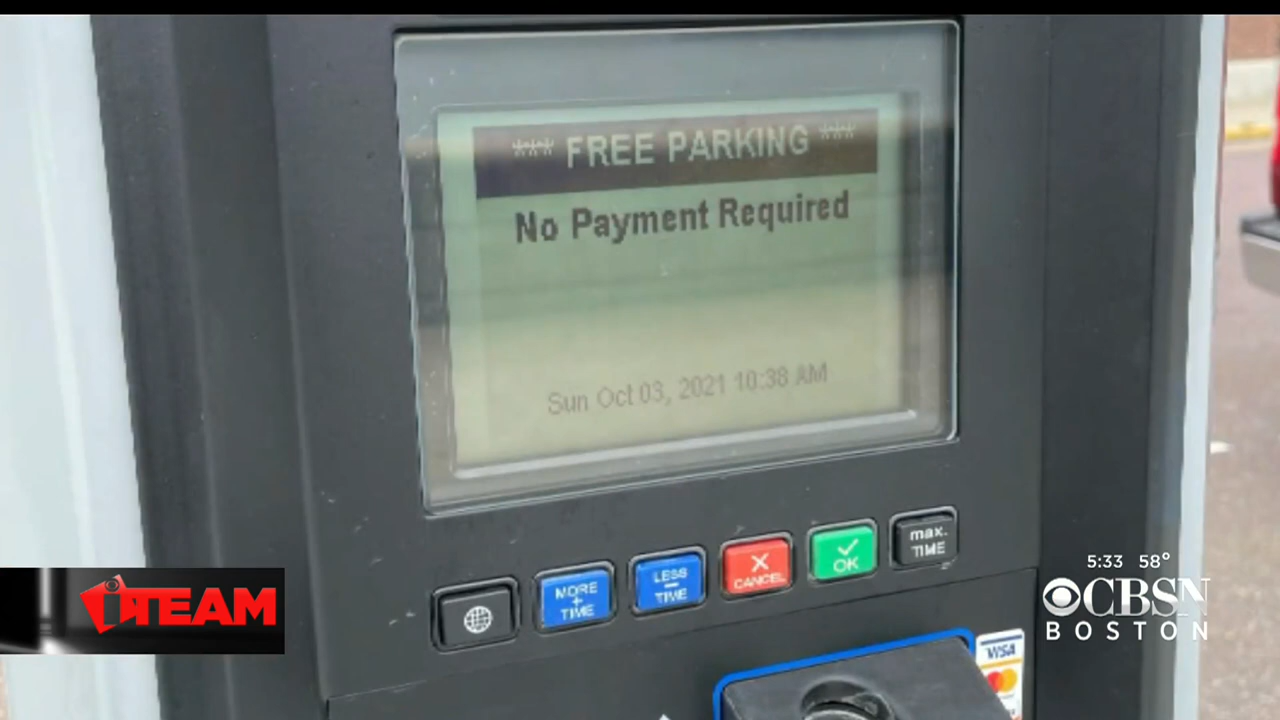 *** FREE PARKING ***
No Payment Required
Sun Oct 03, 2021 10:38 AM
MORE
+
TIME
LESS
-
TIME
X
CANCEL
✓
OK
max.
TIME
VISA
iTEAM
5:33 58°
CBSN
BOSTON